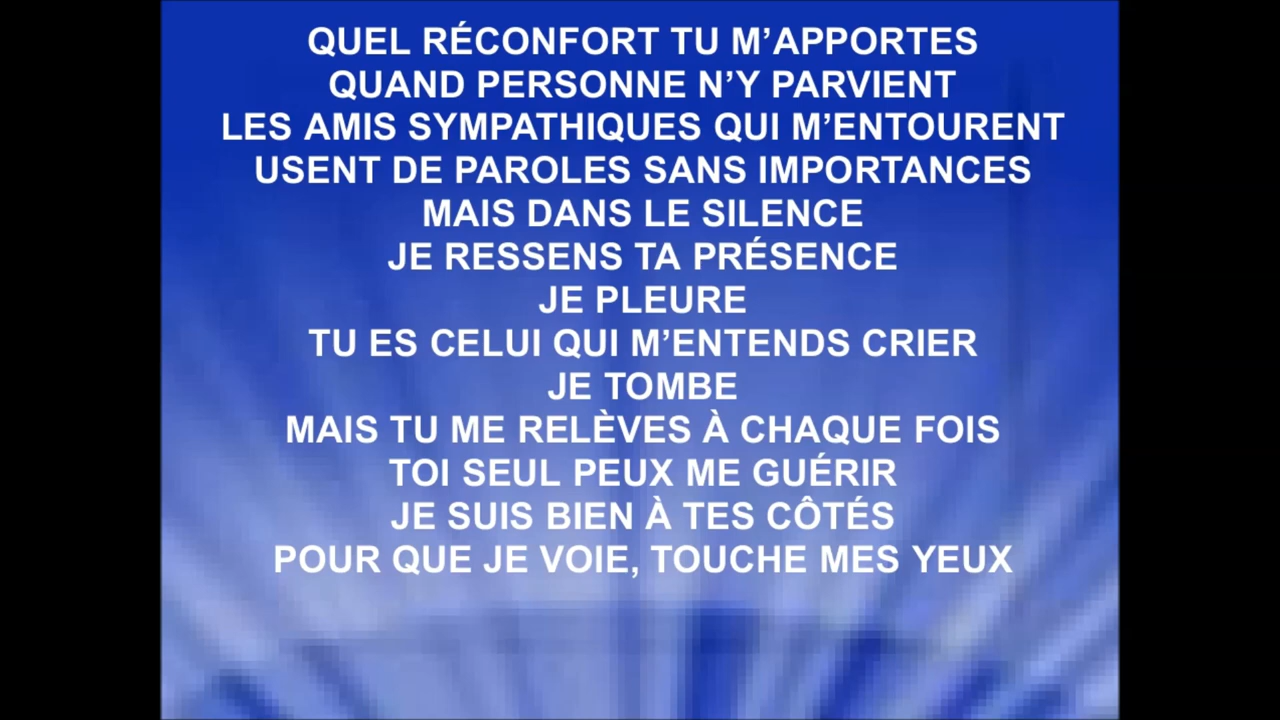 QUEL RÉCONFORT TU M’APPORTES
QUAND PERSONNE N’Y PARVIENT
LES AMIS SYMPATHIQUES QUI M’ENTOURENT
USENT DE PAROLES SANS IMPORTANCES
MAIS DANS LE SILENCE
JE RESSENS TA PRÉSENCE
JE PLEURE
TU ES CELUI QUI M’ENTENDS CRIER
JE TOMBE
MAIS TU ME RELÈVES À CHAQUE FOIS
TOI SEUL PEUX ME GUÉRIR
JE SUIS BIEN À TES CÔTÉS
POUR QUE JE VOIE, TOUCHE MES YEUX